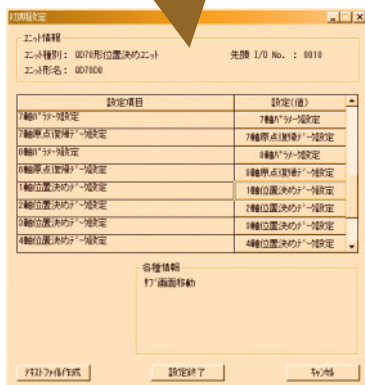 初期設定
ユニット情報
ユニット種別： QD70形位置決めユニット 先頭 I/O No. : 0010
ユニット形名： QD70D8
設定項目 設定(値)
7軸パラメータ設定 7軸パラメータ設定
7軸原点復帰データ設定 7軸原点復帰データ設定
8軸パラメータ設定 8軸パラメータ設定
8軸原点復帰データ設定 8軸原点復帰データ設定
1軸位置決めデータ設定 1軸位置決めデータ設定
2軸位置決めデータ設定 2軸位置決めデータ設定
3軸位置決めデータ設定 3軸位置決めデータ設定
4軸位置決めデータ設定 4軸位置決めデータ設定
各種情報
サブ画面移動
テキストファイル作成 設定終了 キャンセル